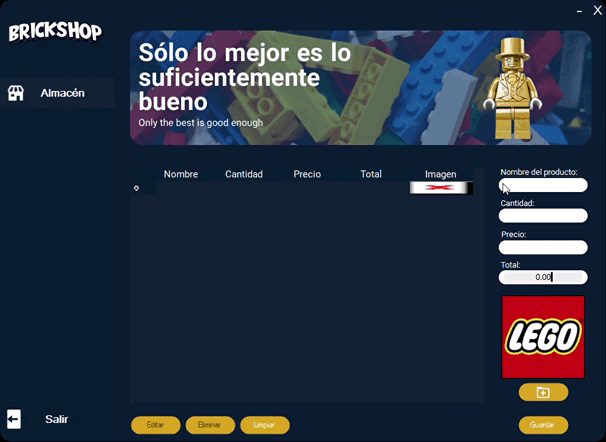 BRICKSHOP
Almacén
Sólo lo mejor es lo
suficientemente
bueno
Only the best is good enough
Nombre Cantidad Precio Total Imagen
Nombre del producto:
Cantidad:
Precio:
Total:
0.00
LEGO
Salir
Editar Eliminar Limpiar Guardar